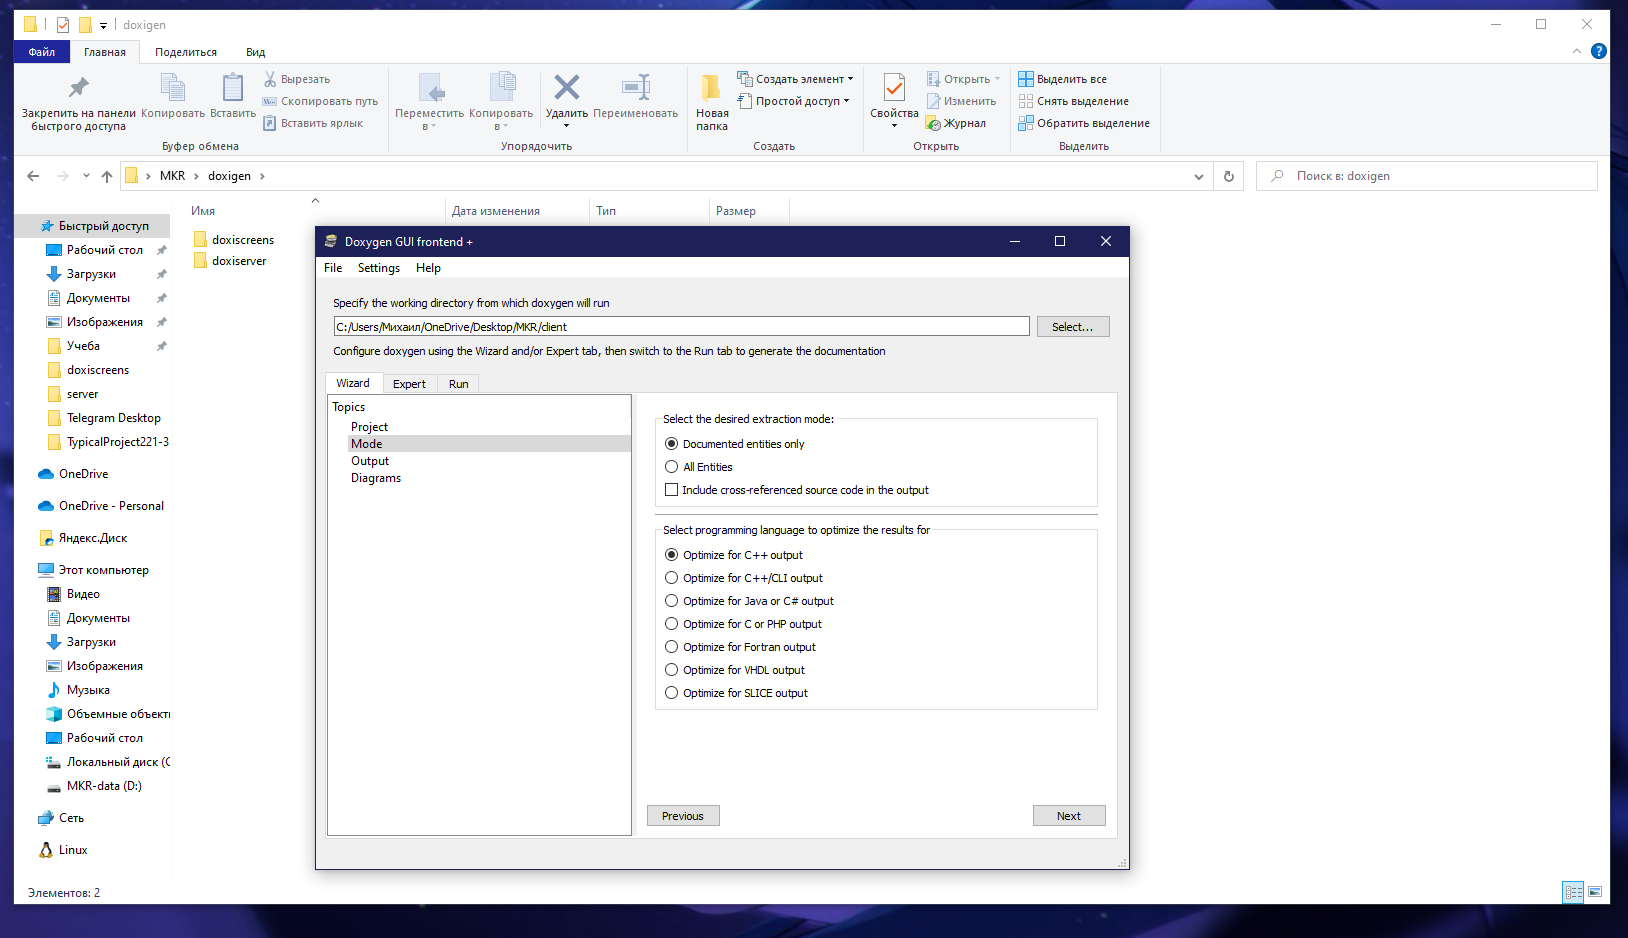 doxigen
Файл
Главная
Поделиться
Вид
Закрепить на панели
быстрого доступа
Копировать
Вставить
Вырезать
Скопировать путь
Вставить ярлык
Буфер обмена
Переместить
в
Копировать
в
Удалить
Переименовать
Упорядочить
Новая
папка
Создать элемент
Простой доступ
Создать
Свойства
Открыть
Изменить
Журнал
Открыть
Выделить все
Снять выделение
Обратить выделение
Выделить
MKR
doxigen
Поиск в: doxigen
Имя
Дата изменения
Тип
Размер
Быстрый доступ
Рабочий стол
Загрузки
Документы
Изображения
Учеба
doxiscreens
server
Telegram Desktop
TypicalProject221-3
OneDrive
OneDrive - Personal
Яндекс.Диск
Этот компьютер
Видео
Документы
Загрузки
Изображения
Музыка
Объемные объекты
Рабочий стол
Локальный диск (C
MKR-data (D:)
Сеть
Linux
doxiscreens
doxiserver
Doxygen GUI frontend +
File
Settings
Help
Specify the working directory from which doxygen will run
C:/Users/Михаил/OneDrive/Desktop/MKR/client
Select...
Configure doxygen using the Wizard and/or Expert tab, then switch to the Run tab to generate the documentation
Wizard
Expert
Run
Topics
Project
Mode
Output
Diagrams
Select the desired extraction mode:
Documented entities only
All Entities
Include cross-referenced source code in the output
Select programming language to optimize the results for
Optimize for C++ output
Optimize for C++/CLI output
Optimize for Java or C# output
Optimize for C or PHP output
Optimize for Fortran output
Optimize for VHDL output
Optimize for SLICE output
Previous
Next
Элементов: 2